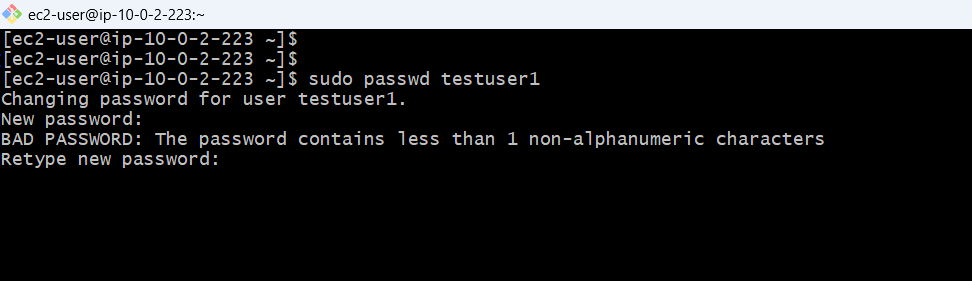 ec2-user@ip-10-0-2-223:~
[ec2-user@ip-10-0-2-223 ~]$
[ec2-user@ip-10-0-2-223 ~]$
[ec2-user@ip-10-0-2-223 ~]$ sudo passwd testuser1
Changing password for user testuser1.
New password:
BAD PASSWORD: The password contains less than 1 non-alphanumeric characters
Retype new password: